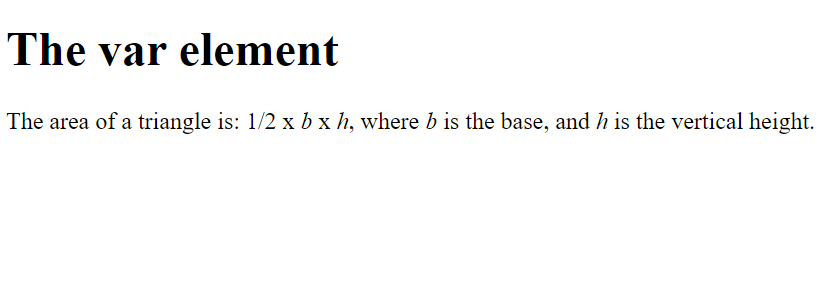 The var element
The area of a triangle is: 1/2 x b x h, where b is the base, and h is the vertical height.